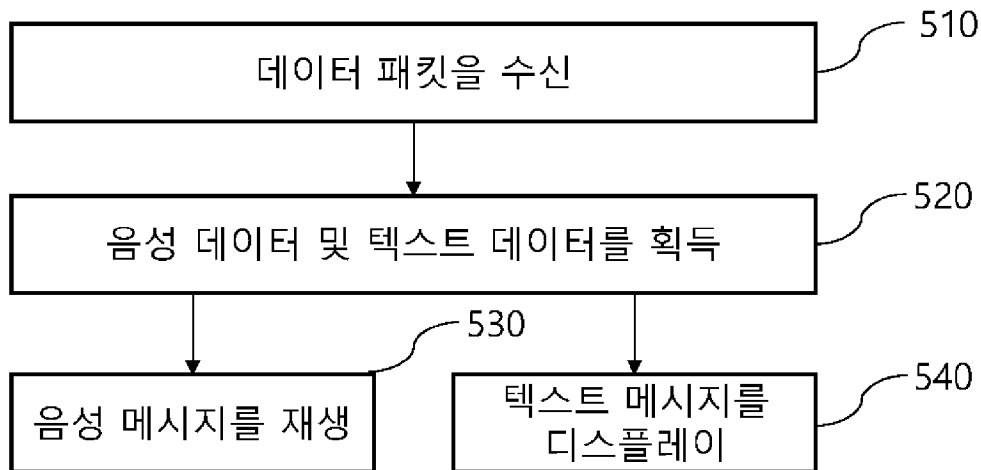 510
데이터 패킷을 수신
520
음성 데이터 및 텍스트 데이터를 획득
530
음성 메시지를 재생
540
텍스트 메시지를
디스플레이